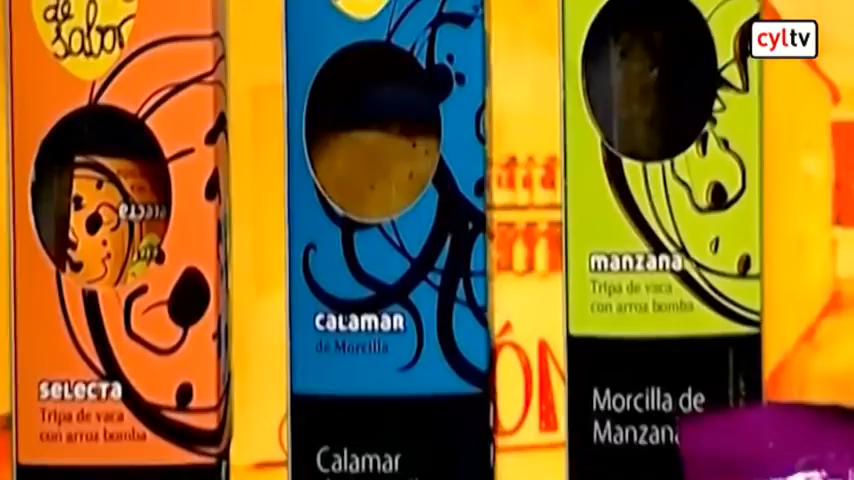 de
sabor
cyltv
SELECTA
Tripa de vaca
con arroz bomba
CALAMAR
de Morcilla
Calamar
manzana
Tripa de vaca
con arroz bomba
Morcilla de
Manzana
ÓN